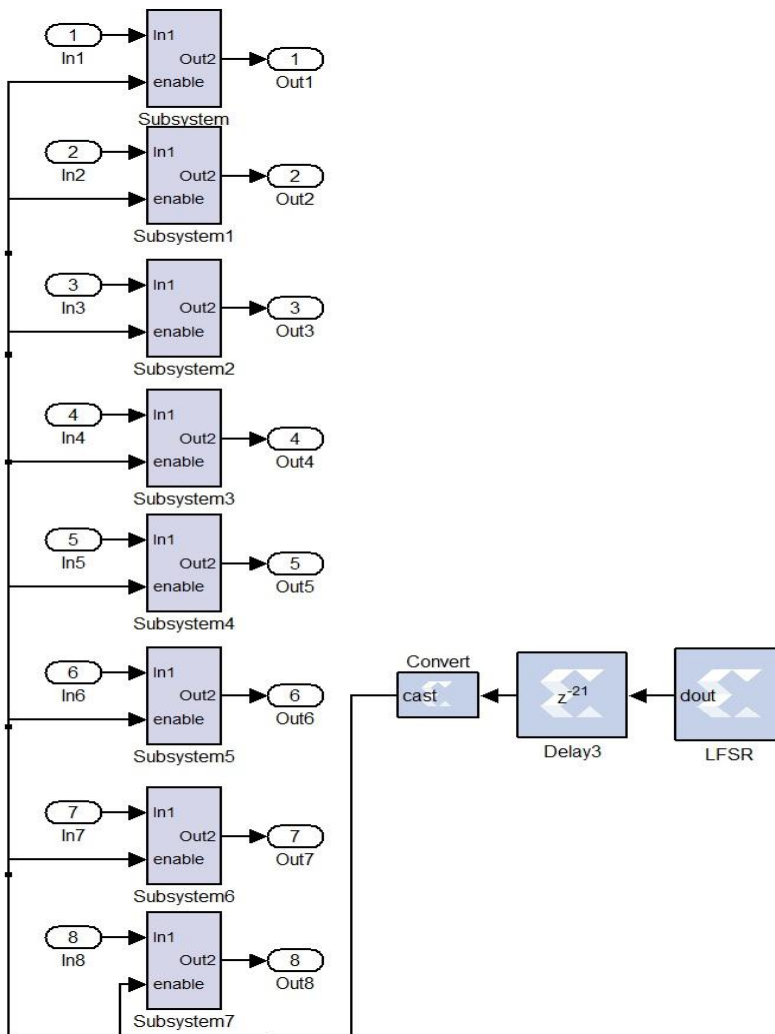 1
In1
In1
Out2
enable
Subsystem
1
Out1
2
In2
In1
Out2
enable
Subsystem1
2
Out2
3
In3
In1
Out2
enable
Subsystem2
3
Out3
4
In4
In1
Out2
enable
Subsystem3
4
Out4
5
In5
In1
Out2
enable
Subsystem4
5
Out5
6
In6
In1
Out2
enable
Subsystem5
6
Out6
Convert
cast
z-21
Delay3
dout
LFSR
7
In7
In1
Out2
enable
Subsystem6
7
Out7
8
In8
In1
Out2
enable
Subsystem7
8
Out8